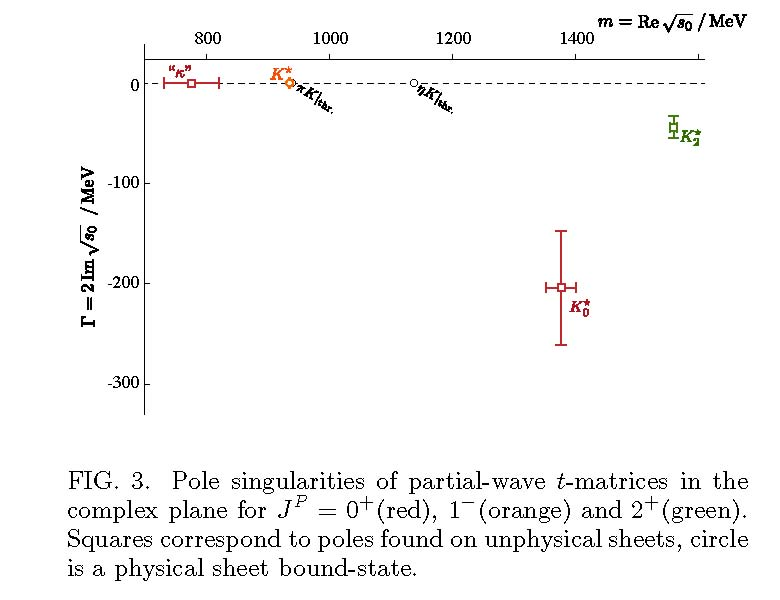 m = Re √s₀ / MeV
800 1000 1200 1400
“κ” K⋆ πK|thr. ηK|thr.
0
K₂⋆
-100
Γ = 2 Im √s₀ / MeV
-200
K₀⋆
-300
FIG. 3. Pole singularities of partial-wave t-matrices in the
complex plane for Jᴾ = 0⁺(red), 1⁻(orange) and 2⁺(green).
Squares correspond to poles found on unphysical sheets, circle
is a physical sheet bound-state.